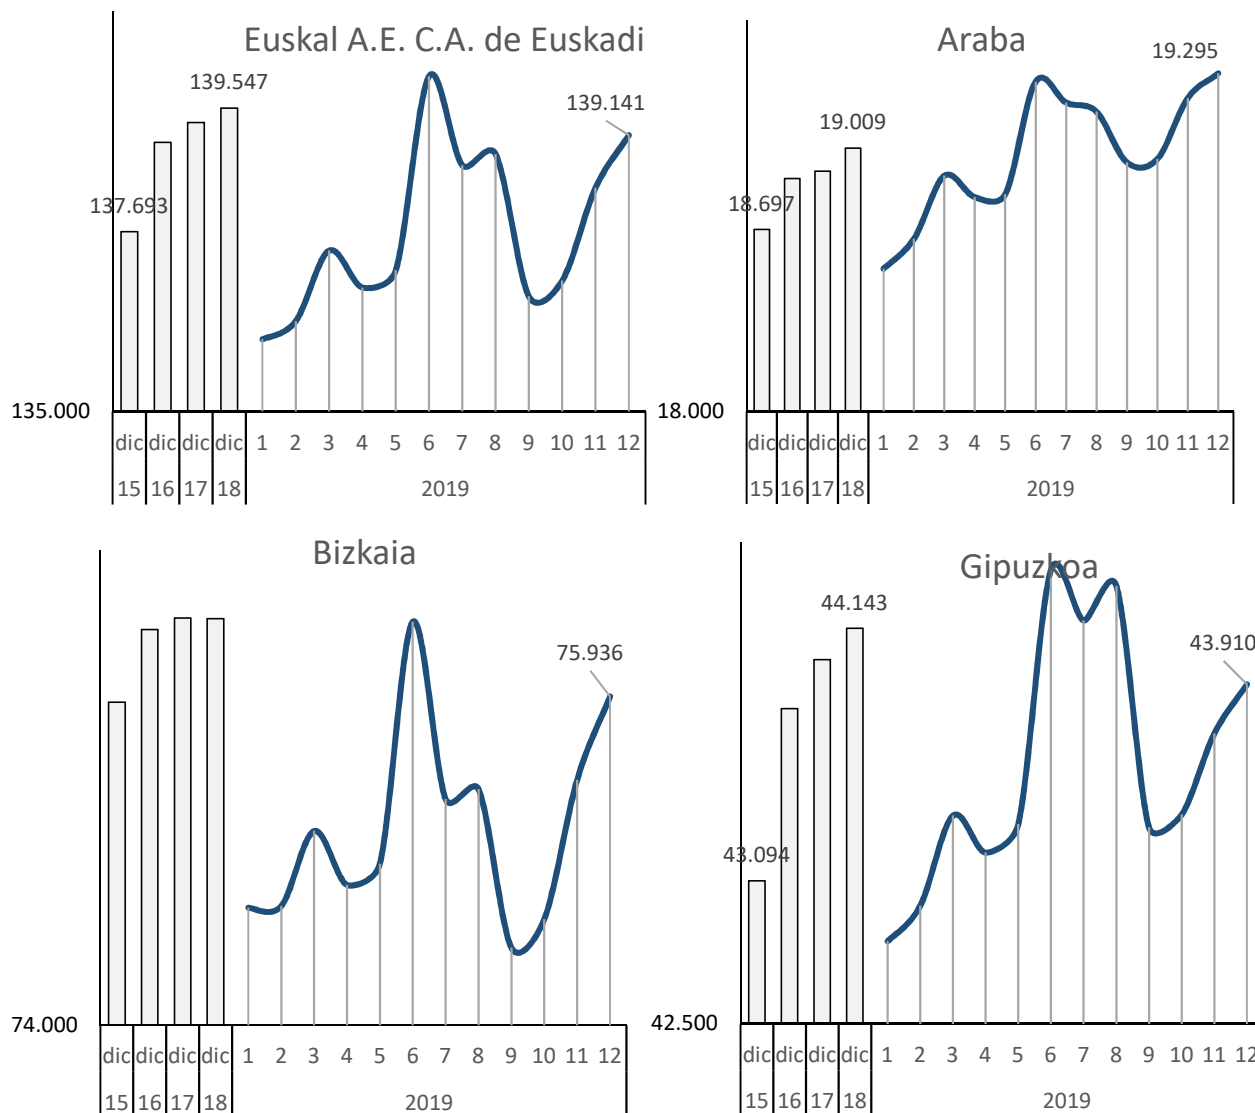 Euskal A.E. C.A. de Euskadi
139.547
139.141
137.693
135.000
dic dic dic dic 1 2 3 4 5 6 7 8 9 10 11 12
15 16 17 18 2019
Araba
19.295
19.009
18.697
18.000
dic dic dic dic 1 2 3 4 5 6 7 8 9 10 11 12
15 16 17 18 2019
Bizkaia
75.936
74.000
dic dic dic dic 1 2 3 4 5 6 7 8 9 10 11 12
15 16 17 18 2019
Gipuzkoa
44.143
43.910
43.094
42.500
dic dic dic dic 1 2 3 4 5 6 7 8 9 10 11 12
15 16 17 18 2019